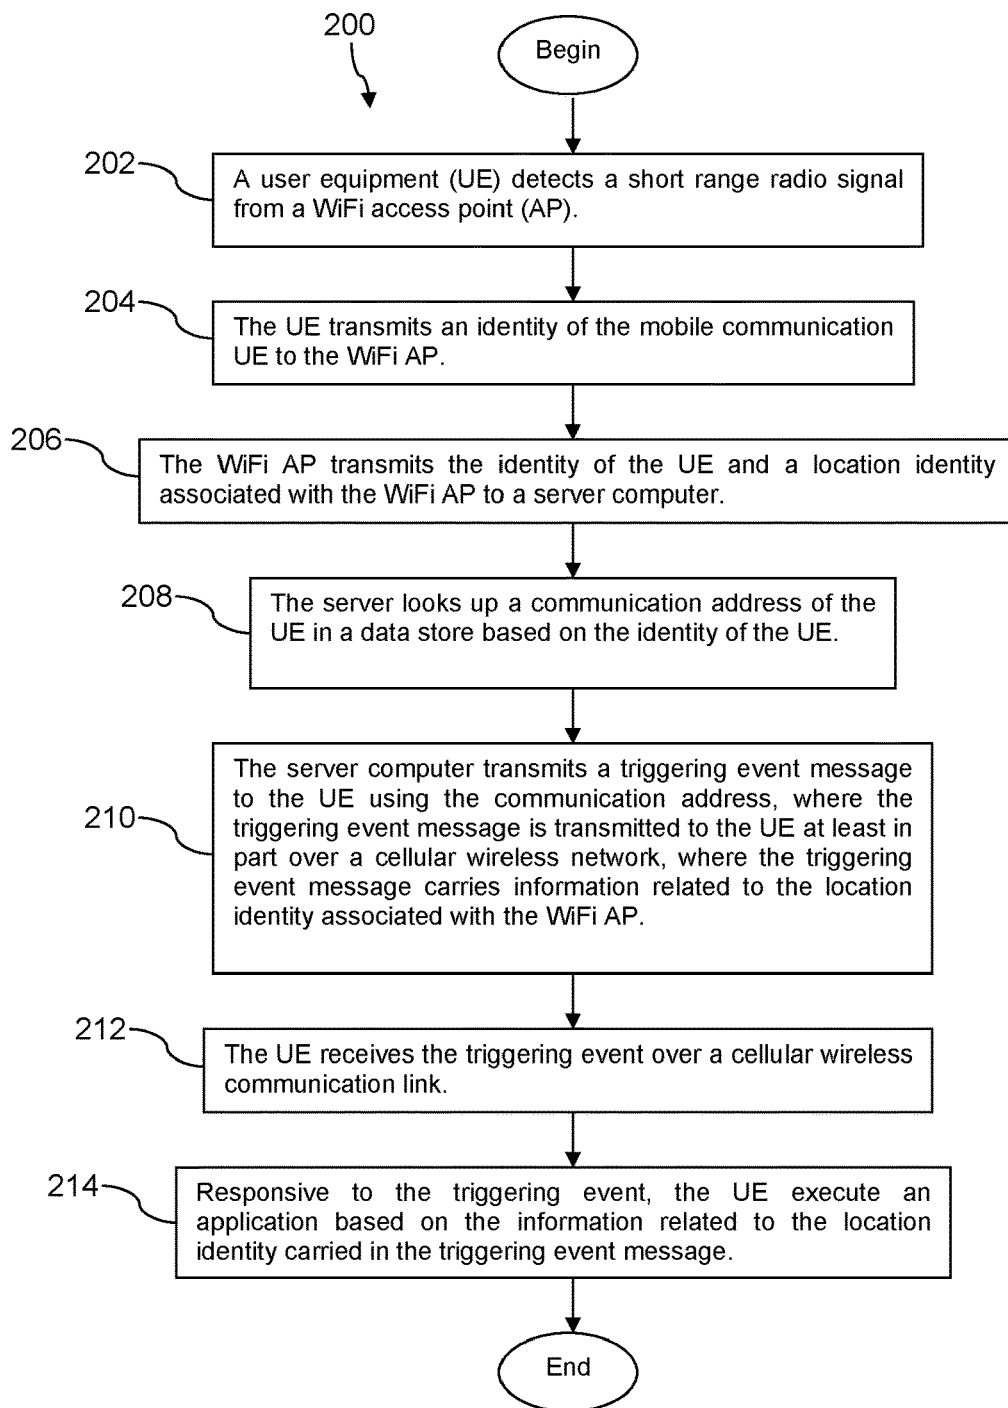 200
Begin
202
A user equipment (UE) detects a short range radio signal
from a WiFi access point (AP).
204
The UE transmits an identity of the mobile communication
UE to the WiFi AP.
206
The WiFi AP transmits the identity of the UE and a location identity
associated with the WiFi AP to a server computer.
208
The server looks up a communication address of the
UE in a data store based on the identity of the UE.
210
The server computer transmits a triggering event message
to the UE using the communication address, where the
triggering event message is transmitted to the UE at least in
part over a cellular wireless network, where the triggering
event message carries information related to the location
identity associated with the WiFi AP.
212
The UE receives the triggering event over a cellular wireless
communication link.
214
Responsive to the triggering event, the UE execute an
application based on the information related to the location
identity carried in the triggering event message.
End